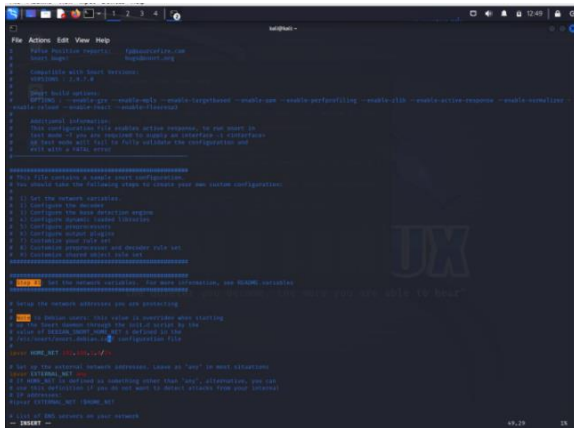 1 2 3 4
12:49
kali@kali: ~
File Actions Edit View Help
# False Positive reports: fp@sourcefire.com
# Snort bugs: bugs@snort.org
# Compatible with Snort Versions:
# VERSIONS : 2.9.7.0
# Snort build options:
# OPTIONS : --enable-gre --enable-mpls --enable-targetbased --enable-ppm --enable-perfprofiling --enable-zlib --enable-active-response --enable-normalizer --enable-reload --enable-react --enable-flexresp3
# Additional information:
# This configuration file enables active response, to run snort in
# test mode -T you are required to supply an interface -i <interface>
# or test mode will fail to fully validate the configuration and
# exit with a FATAL error
# This file contains a sample snort configuration.
# You should take the following steps to create your own custom configuration:
# 1) Set the network variables.
# 2) Configure the decoder
# 3) Configure the base detection engine
# 4) Configure dynamic loaded libraries
# 5) Configure preprocessors
# 6) Configure output plugins
# 7) Customize your rule set
# 8) Customize preprocessor and decoder rule set
# 9) Customize shared object rule set
# Step #1: Set the network variables. For more information, see README.variables
# Setup the network addresses you are protecting
# Note to Debian users: this value is overriden when starting
# up the Snort daemon through the init.d script by the
# value of DEBIAN_SNORT_HOME_NET s defined in the
# /etc/snort/snort.debian.conf configuration file
ipvar HOME_NET
# Set up the external network addresses. Leave as "any" in most situations
ipvar EXTERNAL_NET any
# If HOME_NET is defined as something other than "any", alternative, you can
# use this definition if you do not want to detect attacks from your internal
# IP addresses:
#ipvar EXTERNAL_NET !$HOME_NET
# List of DNS servers on your network
-- INSERT --
49,29
1%